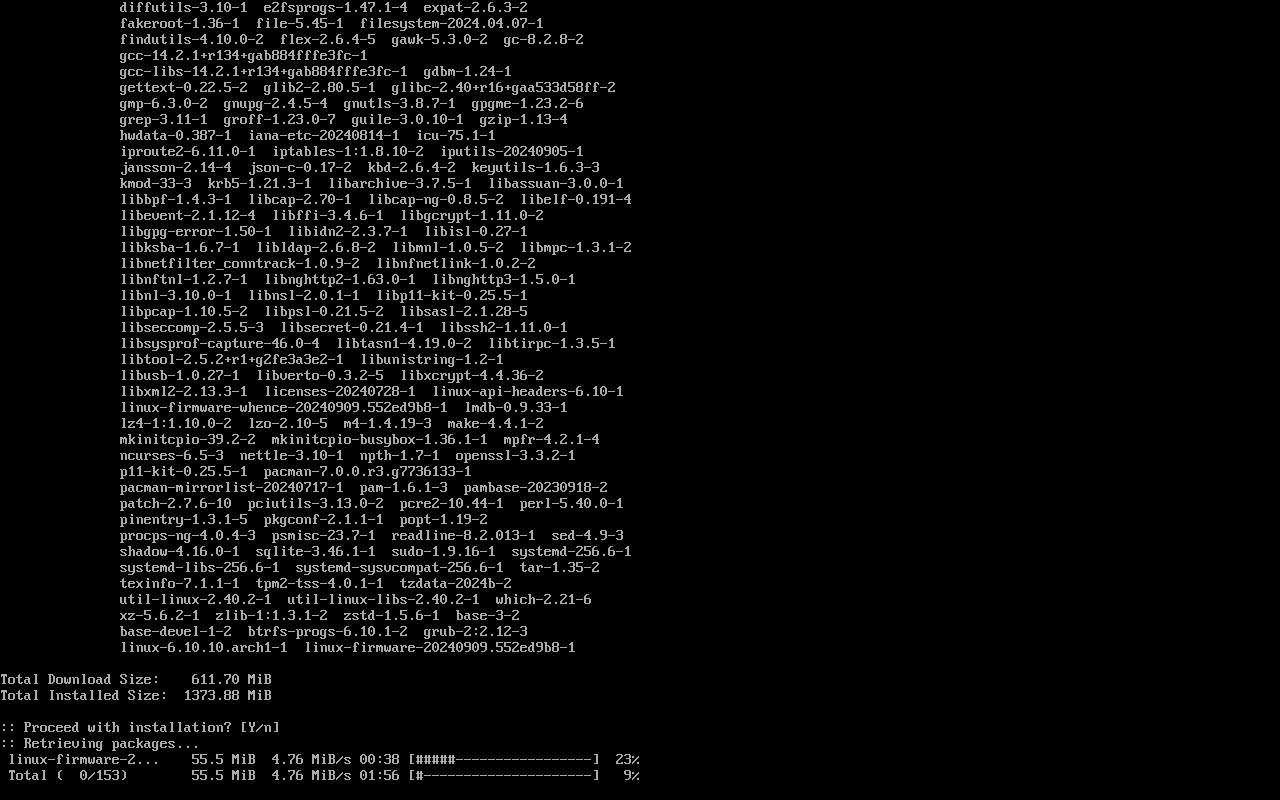 diffutils-3.10-1  e2fsprogs-1.47.1-4  expat-2.6.3-2
fakeroot-1.36-1  file-5.45-1  filesystem-2024.04.07-1
findutils-4.10.0-2  flex-2.6.4-5  gawk-5.3.0-2  gc-8.2.8-2
gcc-14.2.1+r134+gab884fffe3fc-1
gcc-libs-14.2.1+r134+gab884fffe3fc-1  gdbm-1.24-1
gettext-0.22.5-2  glib2-2.80.5-1  glibc-2.40+r16+gaa533d58ff-2
gmp-6.3.0-2  gnupg-2.4.5-4  gnutls-3.8.7-1  gpgme-1.23.2-6
grep-3.11-1  groff-1.23.0-7  guile-3.0.10-1  gzip-1.13-4
hwdata-0.387-1  iana-etc-20240814-1  icu-75.1-1
iproute2-6.11.0-1  iptables-1:1.8.10-2  iputils-20240905-1
jansson-2.14-4  json-c-0.17-2  kbd-2.6.4-2  keyutils-1.6.3-3
kmod-33-3  krb5-1.21.3-1  libarchive-3.7.5-1  libassuan-3.0.0-1
libbpf-1.4.3-1  libcap-2.70-1  libcap-ng-0.8.5-2  libelf-0.191-4
libevent-2.1.12-4  libffi-3.4.6-1  libgcrypt-1.11.0-2
libgpg-error-1.50-1  libidn2-2.3.7-1  libisl-0.27-1
libksba-1.6.7-1  libldap-2.6.8-2  libmnl-1.0.5-2  libmpc-1.3.1-2
libnetfilter_conntrack-1.0.9-2  libnfnetlink-1.0.2-2
libnftnl-1.2.7-1  libnghttp2-1.63.0-1  libnghttp3-1.5.0-1
libnl-3.10.0-1  libnsl-2.0.1-1  libp11-kit-0.25.5-1
libpcap-1.10.5-2  libpsl-0.21.5-2  libsasl-2.1.28-5
libseccomp-2.5.5-3  libsecret-0.21.4-1  libssh2-1.11.0-1
libsysprof-capture-46.0-4  libtasn1-4.19.0-2  libtirpc-1.3.5-1
libtool-2.5.2+r1+g2fe3a3e2-1  libunistring-1.2-1
libusb-1.0.27-1  libverto-0.3.2-5  libxcrypt-4.4.36-2
libxml2-2.13.3-1  licenses-20240728-1  linux-api-headers-6.10-1
linux-firmware-whence-20240909.552ed9b8-1  lmdb-0.9.33-1
lz4-1:1.10.0-2  lzo-2.10-5  m4-1.4.19-3  make-4.4.1-2
mkinitcpio-39.2-2  mkinitcpio-busybox-1.36.1-1  mpfr-4.2.1-4
ncurses-6.5-3  nettle-3.10-1  npth-1.7-1  openssl-3.3.2-1
p11-kit-0.25.5-1  pacman-7.0.0.r3.g7736133-1
pacman-mirrorlist-20240717-1  pam-1.6.1-3  pambase-20230918-2
patch-2.7.6-10  pciutils-3.13.0-2  pcre2-10.44-1  perl-5.40.0-1
pinentry-1.3.1-5  pkgconf-2.1.1-1  popt-1.19-2
procps-ng-4.0.4-3  psmisc-23.7-1  readline-8.2.013-1  sed-4.9-3
shadow-4.16.0-1  sqlite-3.46.1-1  sudo-1.9.16-1  systemd-256.6-1
systemd-libs-256.6-1  systemd-sysvcompat-256.6-1  tar-1.35-2
texinfo-7.1.1-1  tpm2-tss-4.0.1-1  tzdata-2024b-2
util-linux-2.40.2-1  util-linux-libs-2.40.2-1  which-2.21-6
xz-5.6.2-1  zlib-1:1.3.1-2  zstd-1.5.6-1  base-3-2
base-devel-1-2  btrfs-progs-6.10.1-2  grub-2:2.12-3
linux-6.10.10.arch1-1  linux-firmware-20240909.552ed9b8-1
Total Download Size:    611.70 MiB
Total Installed Size:  1373.88 MiB
:: Proceed with installation? [Y/n]
:: Retrieving packages...
linux-firmware-2...    55.5 MiB  4.76 MiB/s 00:38 [#####-----------------]  23%
Total (  0/153)        55.5 MiB  4.76 MiB/s 01:56 [#---------------------]   9%